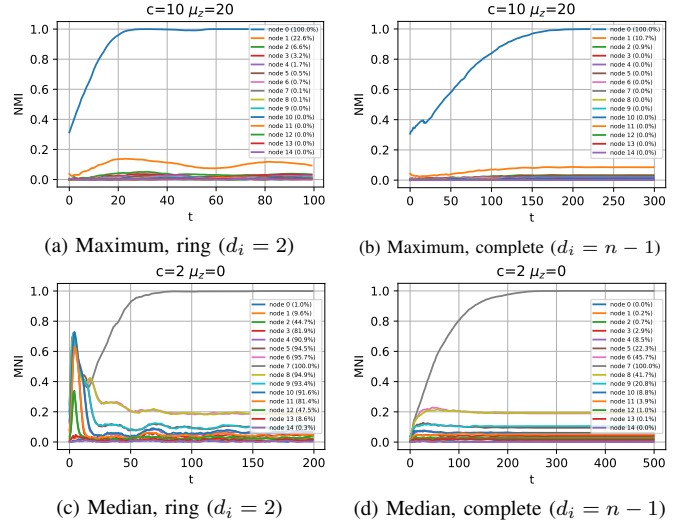 c=10 μ_z=20
NMI
1.0
0.8
0.6
0.4
0.2
0.0
node 0 (100.0%)
node 1 (22.6%)
node 2 (6.6%)
node 3 (3.2%)
node 4 (1.7%)
node 5 (0.5%)
node 6 (0.7%)
node 7 (0.1%)
node 8 (0.1%)
node 9 (0.0%)
node 10 (0.0%)
node 11 (0.0%)
node 12 (0.0%)
node 13 (0.0%)
node 14 (0.0%)
0 20 40 60 80 100
t
(a) Maximum, ring (d_i = 2)
c=10 μ_z=20
NMI
1.0
0.8
0.6
0.4
0.2
0.0
node 0 (100.0%)
node 1 (10.7%)
node 2 (0.9%)
node 3 (0.0%)
node 4 (0.0%)
node 5 (0.0%)
node 6 (0.0%)
node 7 (0.0%)
node 8 (0.0%)
node 9 (0.0%)
node 10 (0.0%)
node 11 (0.0%)
node 12 (0.0%)
node 13 (0.0%)
node 14 (0.0%)
0 50 100 150 200 250 300
t
(b) Maximum, complete (d_i = n − 1)
c=2 μ_z=0
MNI
1.0
0.8
0.6
0.4
0.2
0.0
node 0 (1.0%)
node 1 (9.6%)
node 2 (44.7%)
node 3 (81.9%)
node 4 (90.9%)
node 5 (94.5%)
node 6 (95.7%)
node 7 (100.0%)
node 8 (94.9%)
node 9 (93.4%)
node 10 (91.6%)
node 11 (81.4%)
node 12 (47.5%)
node 13 (8.6%)
node 14 (0.3%)
0 50 100 150 200
t
(c) Median, ring (d_i = 2)
c=2 μ_z=0
MNI
1.0
0.8
0.6
0.4
0.2
0.0
node 0 (0.0%)
node 1 (0.2%)
node 2 (0.7%)
node 3 (2.9%)
node 4 (8.5%)
node 5 (22.3%)
node 6 (45.7%)
node 7 (100.0%)
node 8 (41.7%)
node 9 (20.8%)
node 10 (8.8%)
node 11 (3.9%)
node 12 (1.0%)
node 13 (0.1%)
node 14 (0.0%)
0 100 200 300 400 500
t
(d) Median, complete (d_i = n − 1)